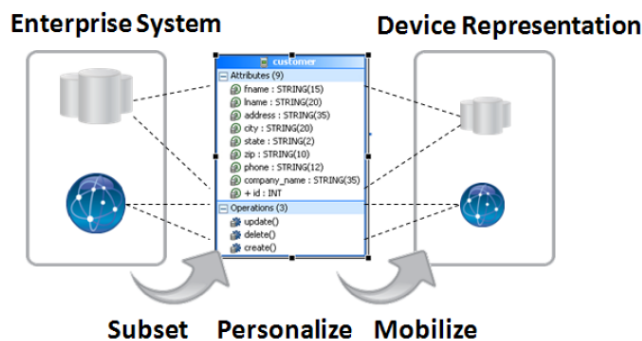 Enterprise System
Device Representation
customer
Attributes (9)
fname : STRING(15)
lname : STRING(20)
address : STRING(35)
city : STRING(20)
state : STRING(2)
zip : STRING(10)
phone : STRING(12)
company_name : STRING(35)
+ id : INT
Operations (3)
update()
delete()
create()
Subset Personalize Mobilize